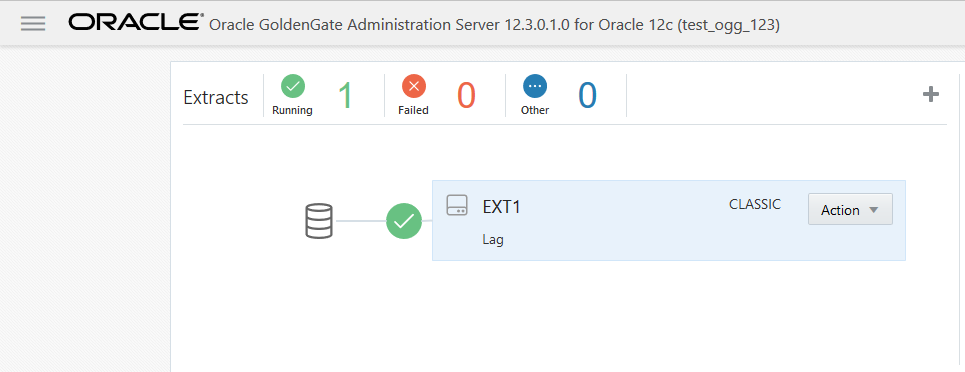 ORACLE® Oracle GoldenGate Administration Server 12.3.0.1.0 for Oracle 12c (test_ogg_123)
Extracts Running 1 Failed 0 Other 0
EXT1 CLASSIC Action
Lag